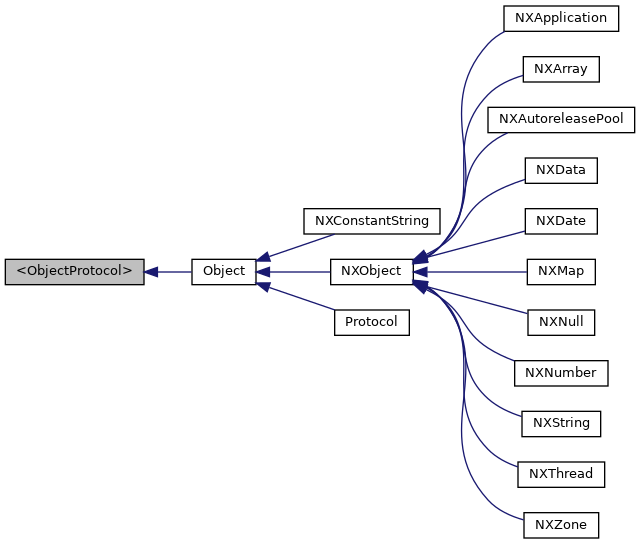 NXApplication
NXArray
NXAutoreleasePool
NXData
NXConstantString
NXDate
<ObjectProtocol>
Object
NXObject
NXMap
Protocol
NXNull
NXNumber
NXString
NXThread
NXZone